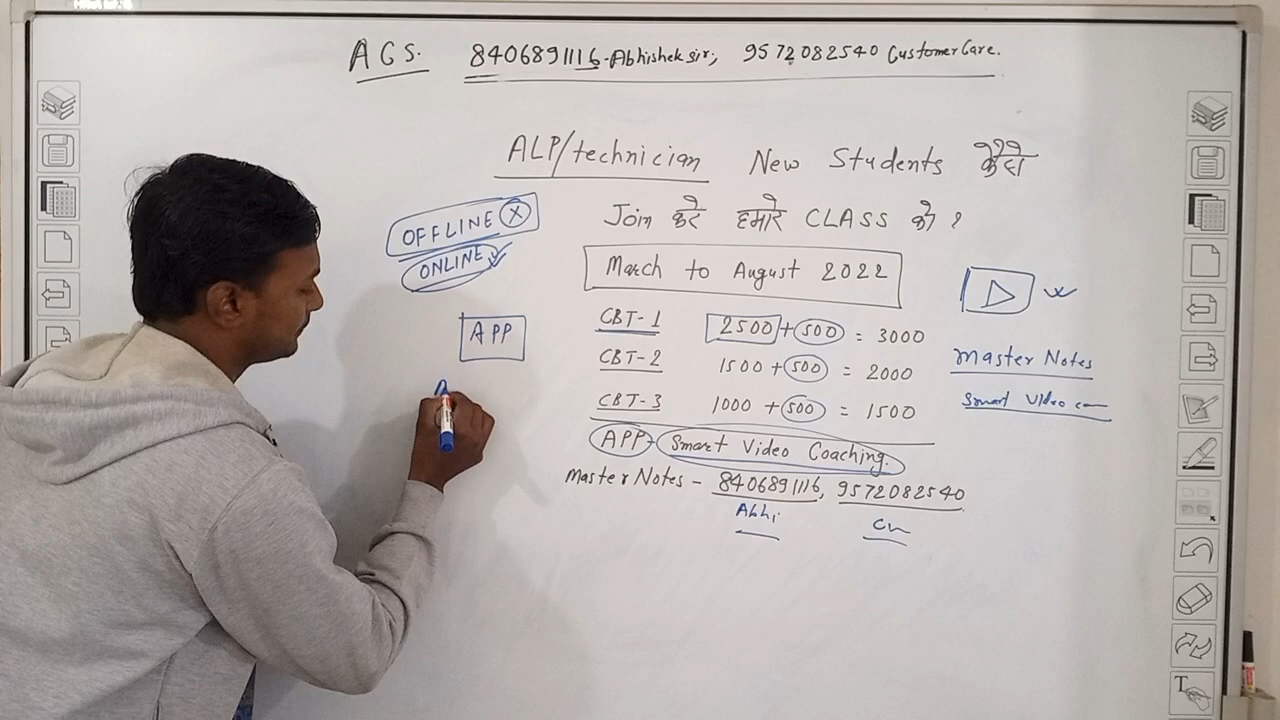 ACS. 8406891116-Abhishek sir, 9572082540 Customer Care.
ALP/technician New Students
Join करे हमारे CLASS को ?
OFFLINE X
ONLINE
March to August 2022
CBT-1 2500+500 = 3000
CBT-2 1500+500 = 2000
CBT-3 1000+500 = 1500
APP
Master Notes
Smart Video
APP - Smart Video Coaching.
Master Notes - 8406891116, 9572082540
Abhi
T